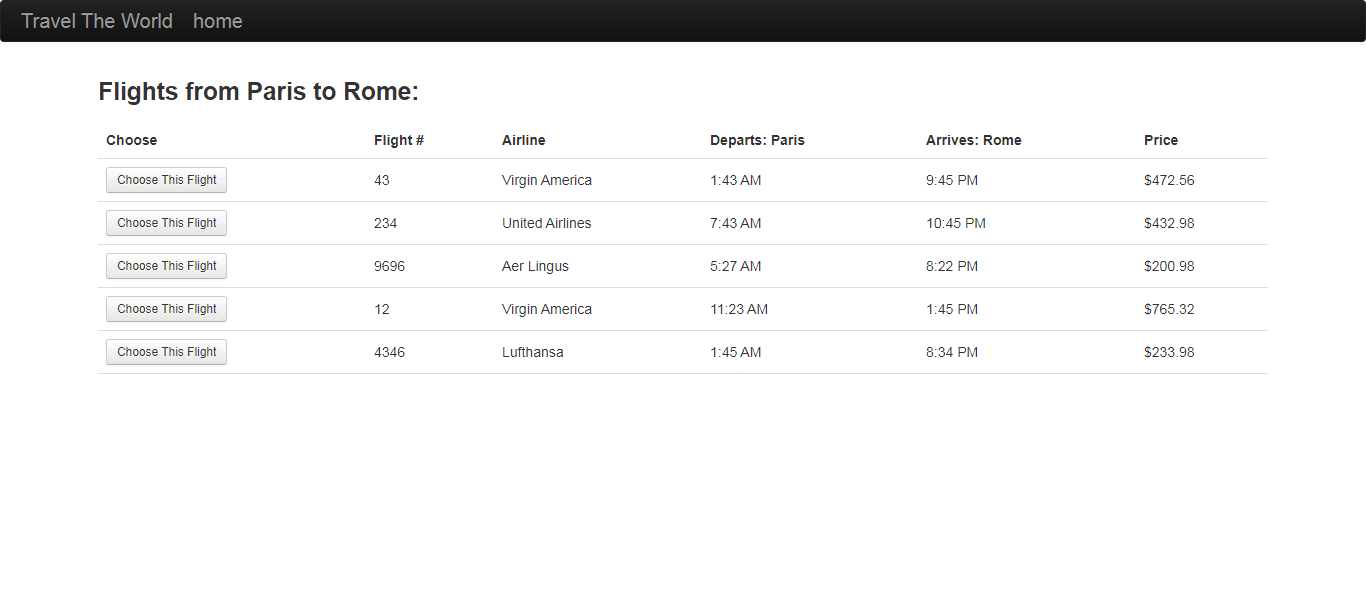 Travel The World home
Flights from Paris to Rome:
Choose Flight # Airline Departs: Paris Arrives: Rome Price
Choose This Flight 43 Virgin America 1:43 AM 9:45 PM $472.56
Choose This Flight 234 United Airlines 7:43 AM 10:45 PM $432.98
Choose This Flight 9696 Aer Lingus 5:27 AM 8:22 PM $200.98
Choose This Flight 12 Virgin America 11:23 AM 1:45 PM $765.32
Choose This Flight 4346 Lufthansa 1:45 AM 8:34 PM $233.98